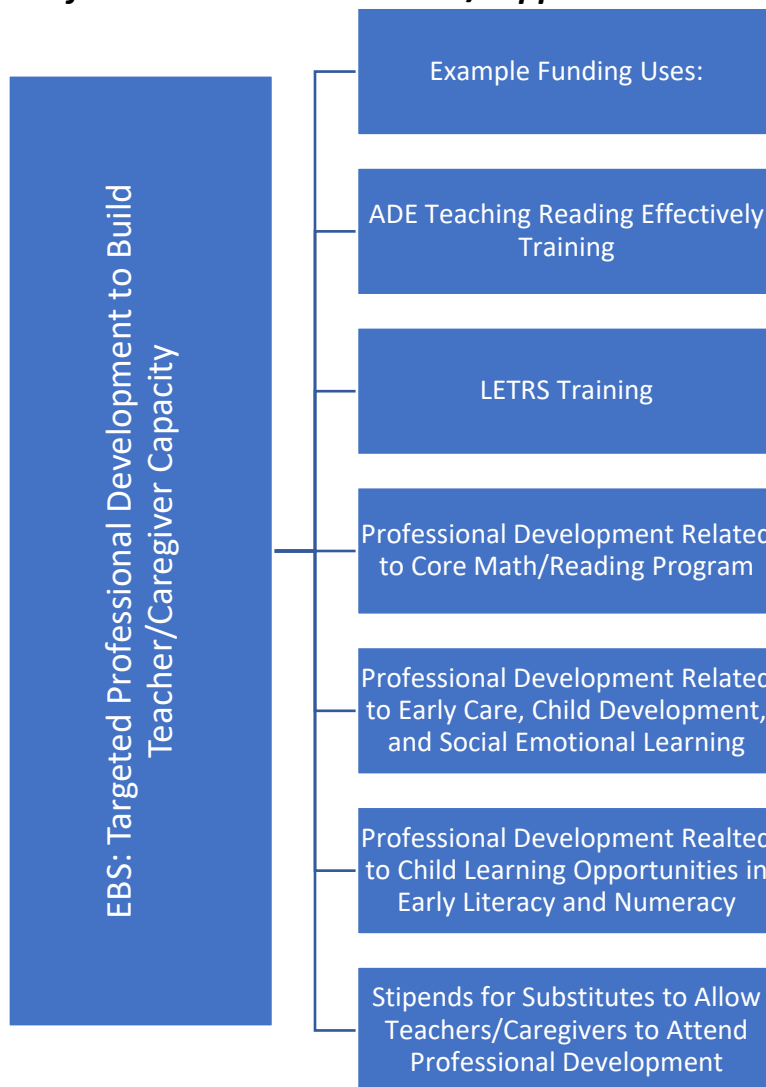 EBS: Targeted Professional Development to Build
Teacher/Caregiver Capacity
Example Funding Uses:
ADE Teaching Reading Effectively
Training
LETRS Training
Professional Development Related
to Core Math/Reading Program
Professional Development Related
to Early Care, Child Development,
and Social Emotional Learning
Professional Development Realted
to Child Learning Opportunities in
Early Literacy and Numeracy
Stipends for Substitutes to Allow
Teachers/Caregivers to Attend
Professional Development